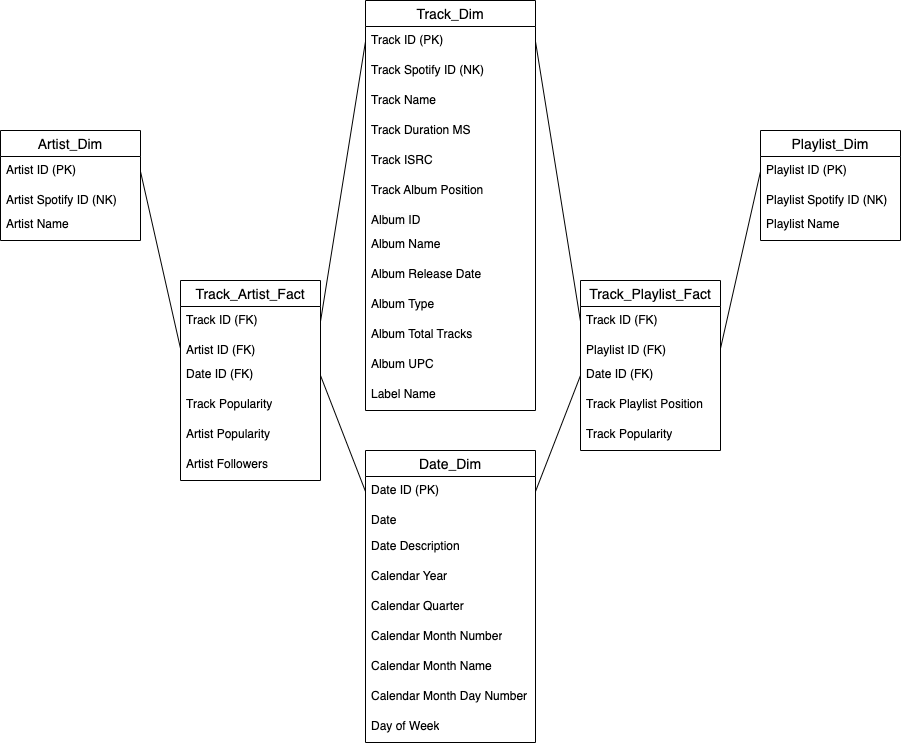 Track_Dim
Track ID (PK)
Track Spotify ID (NK)
Track Name
Track Duration MS
Track ISRC
Track Album Position
Album ID
Album Name
Album Release Date
Album Type
Album Total Tracks
Album UPC
Label Name
Artist_Dim
Artist ID (PK)
Artist Spotify ID (NK)
Artist Name
Playlist_Dim
Playlist ID (PK)
Playlist Spotify ID (NK)
Playlist Name
Track_Artist_Fact
Track ID (FK)
Artist ID (FK)
Date ID (FK)
Track Popularity
Artist Popularity
Artist Followers
Track_Playlist_Fact
Track ID (FK)
Playlist ID (FK)
Date ID (FK)
Track Playlist Position
Track Popularity
Date_Dim
Date ID (PK)
Date
Date Description
Calendar Year
Calendar Quarter
Calendar Month Number
Calendar Month Name
Calendar Month Day Number
Day of Week